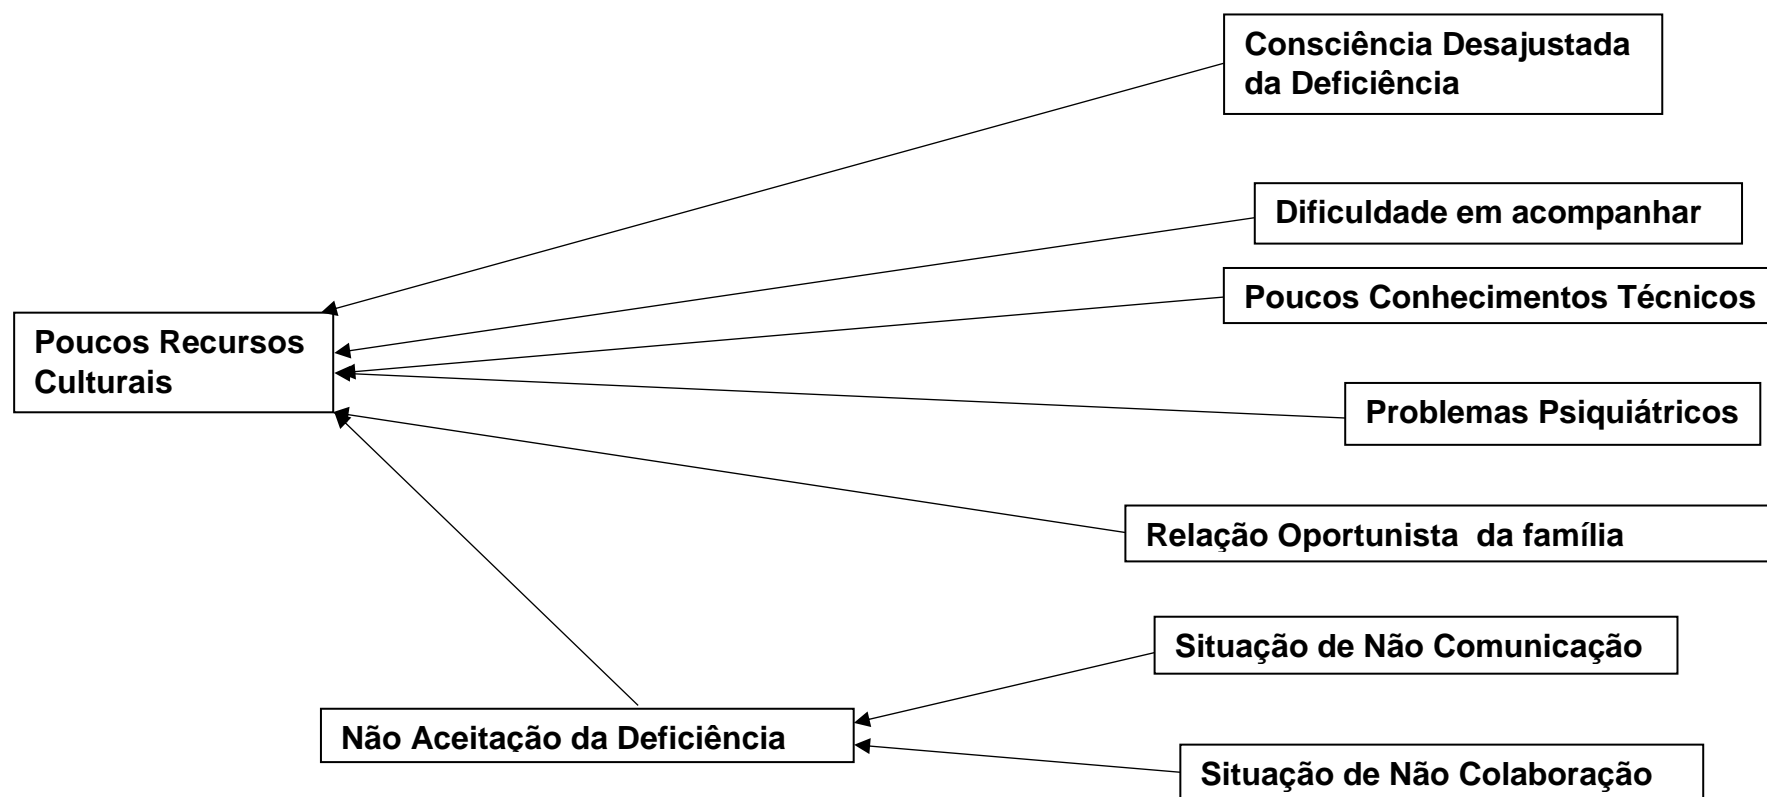 Consciência Desajustada
da Deficiência
Dificuldade em acompanhar
Poucos Conhecimentos Técnicos
Poucos Recursos
Culturais
Problemas Psiquiátricos
Relação Oportunista  da família
Situação de Não Comunicação
Não Aceitação da Deficiência
Situação de Não Colaboração